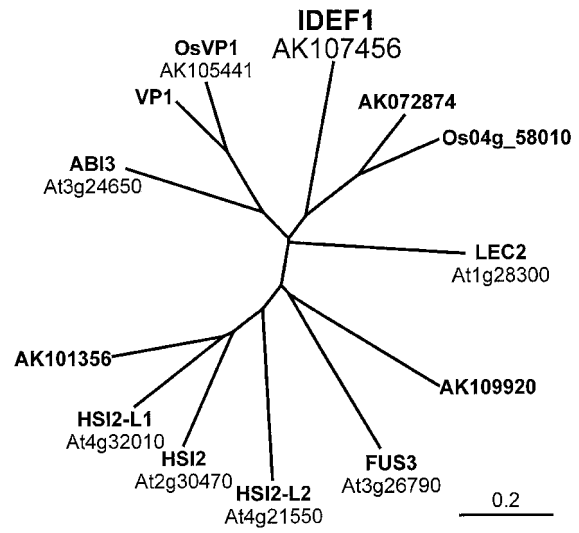 IDEF1
AK107456
OsVP1
AK105441
VP1
AK072874
Os04g_58010
ABI3
At3g24650
LEC2
At1g28300
AK101356
AK109920
HSI2-L1
At4g32010
HSI2
At2g30470
HSI2-L2
At4g21550
FUS3
At3g26790
0.2